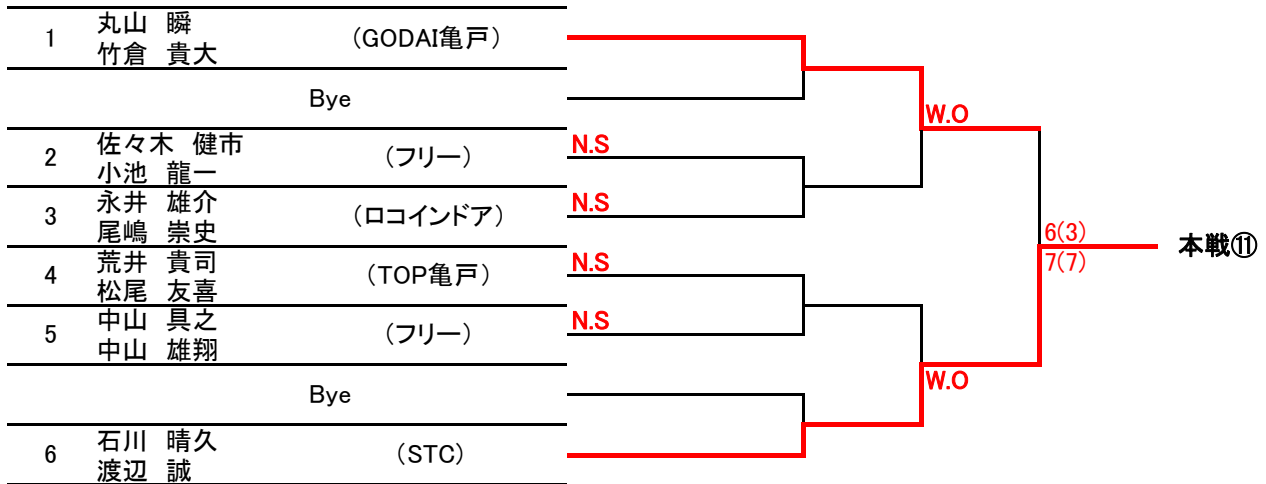 1 丸山 瞬 (GODAI亀戸)
竹倉 貴大
Bye
W.O
2 佐々木 健市 (フリー) N.S
小池 龍一
3 永井 雄介 (ロコインドア) N.S
尾嶋 崇史
6(3)
7(7)
本戦⑪
4 荒井 貴司 (TOP亀戸) N.S
松尾 友喜
5 中山 具之 (フリー) N.S
中山 雄翔
Bye
W.O
6 石川 晴久 (STC)
渡辺 誠